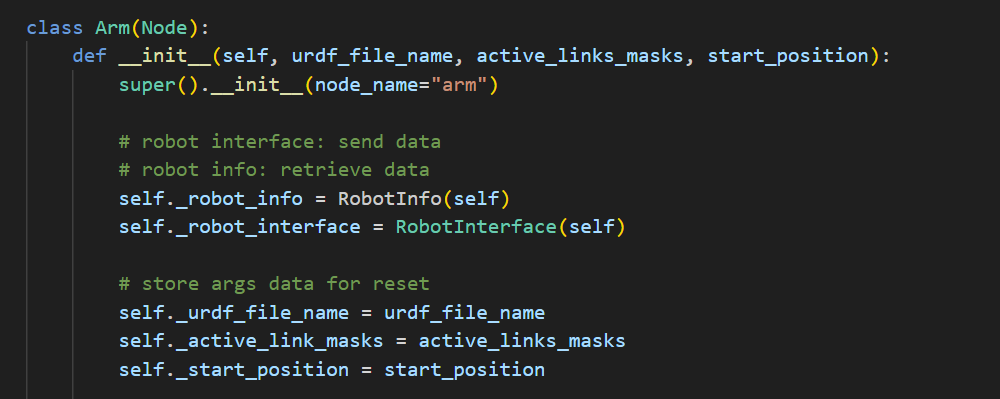 class Arm(Node):
    def __init__(self, urdf_file_name, active_links_masks, start_position):
        super().__init__(node_name="arm")

        # robot interface: send data
        # robot info: retrieve data
        self._robot_info = RobotInfo(self)
        self._robot_interface = RobotInterface(self)

        # store args data for reset
        self._urdf_file_name = urdf_file_name
        self._active_link_masks = active_links_masks
        self._start_position = start_position